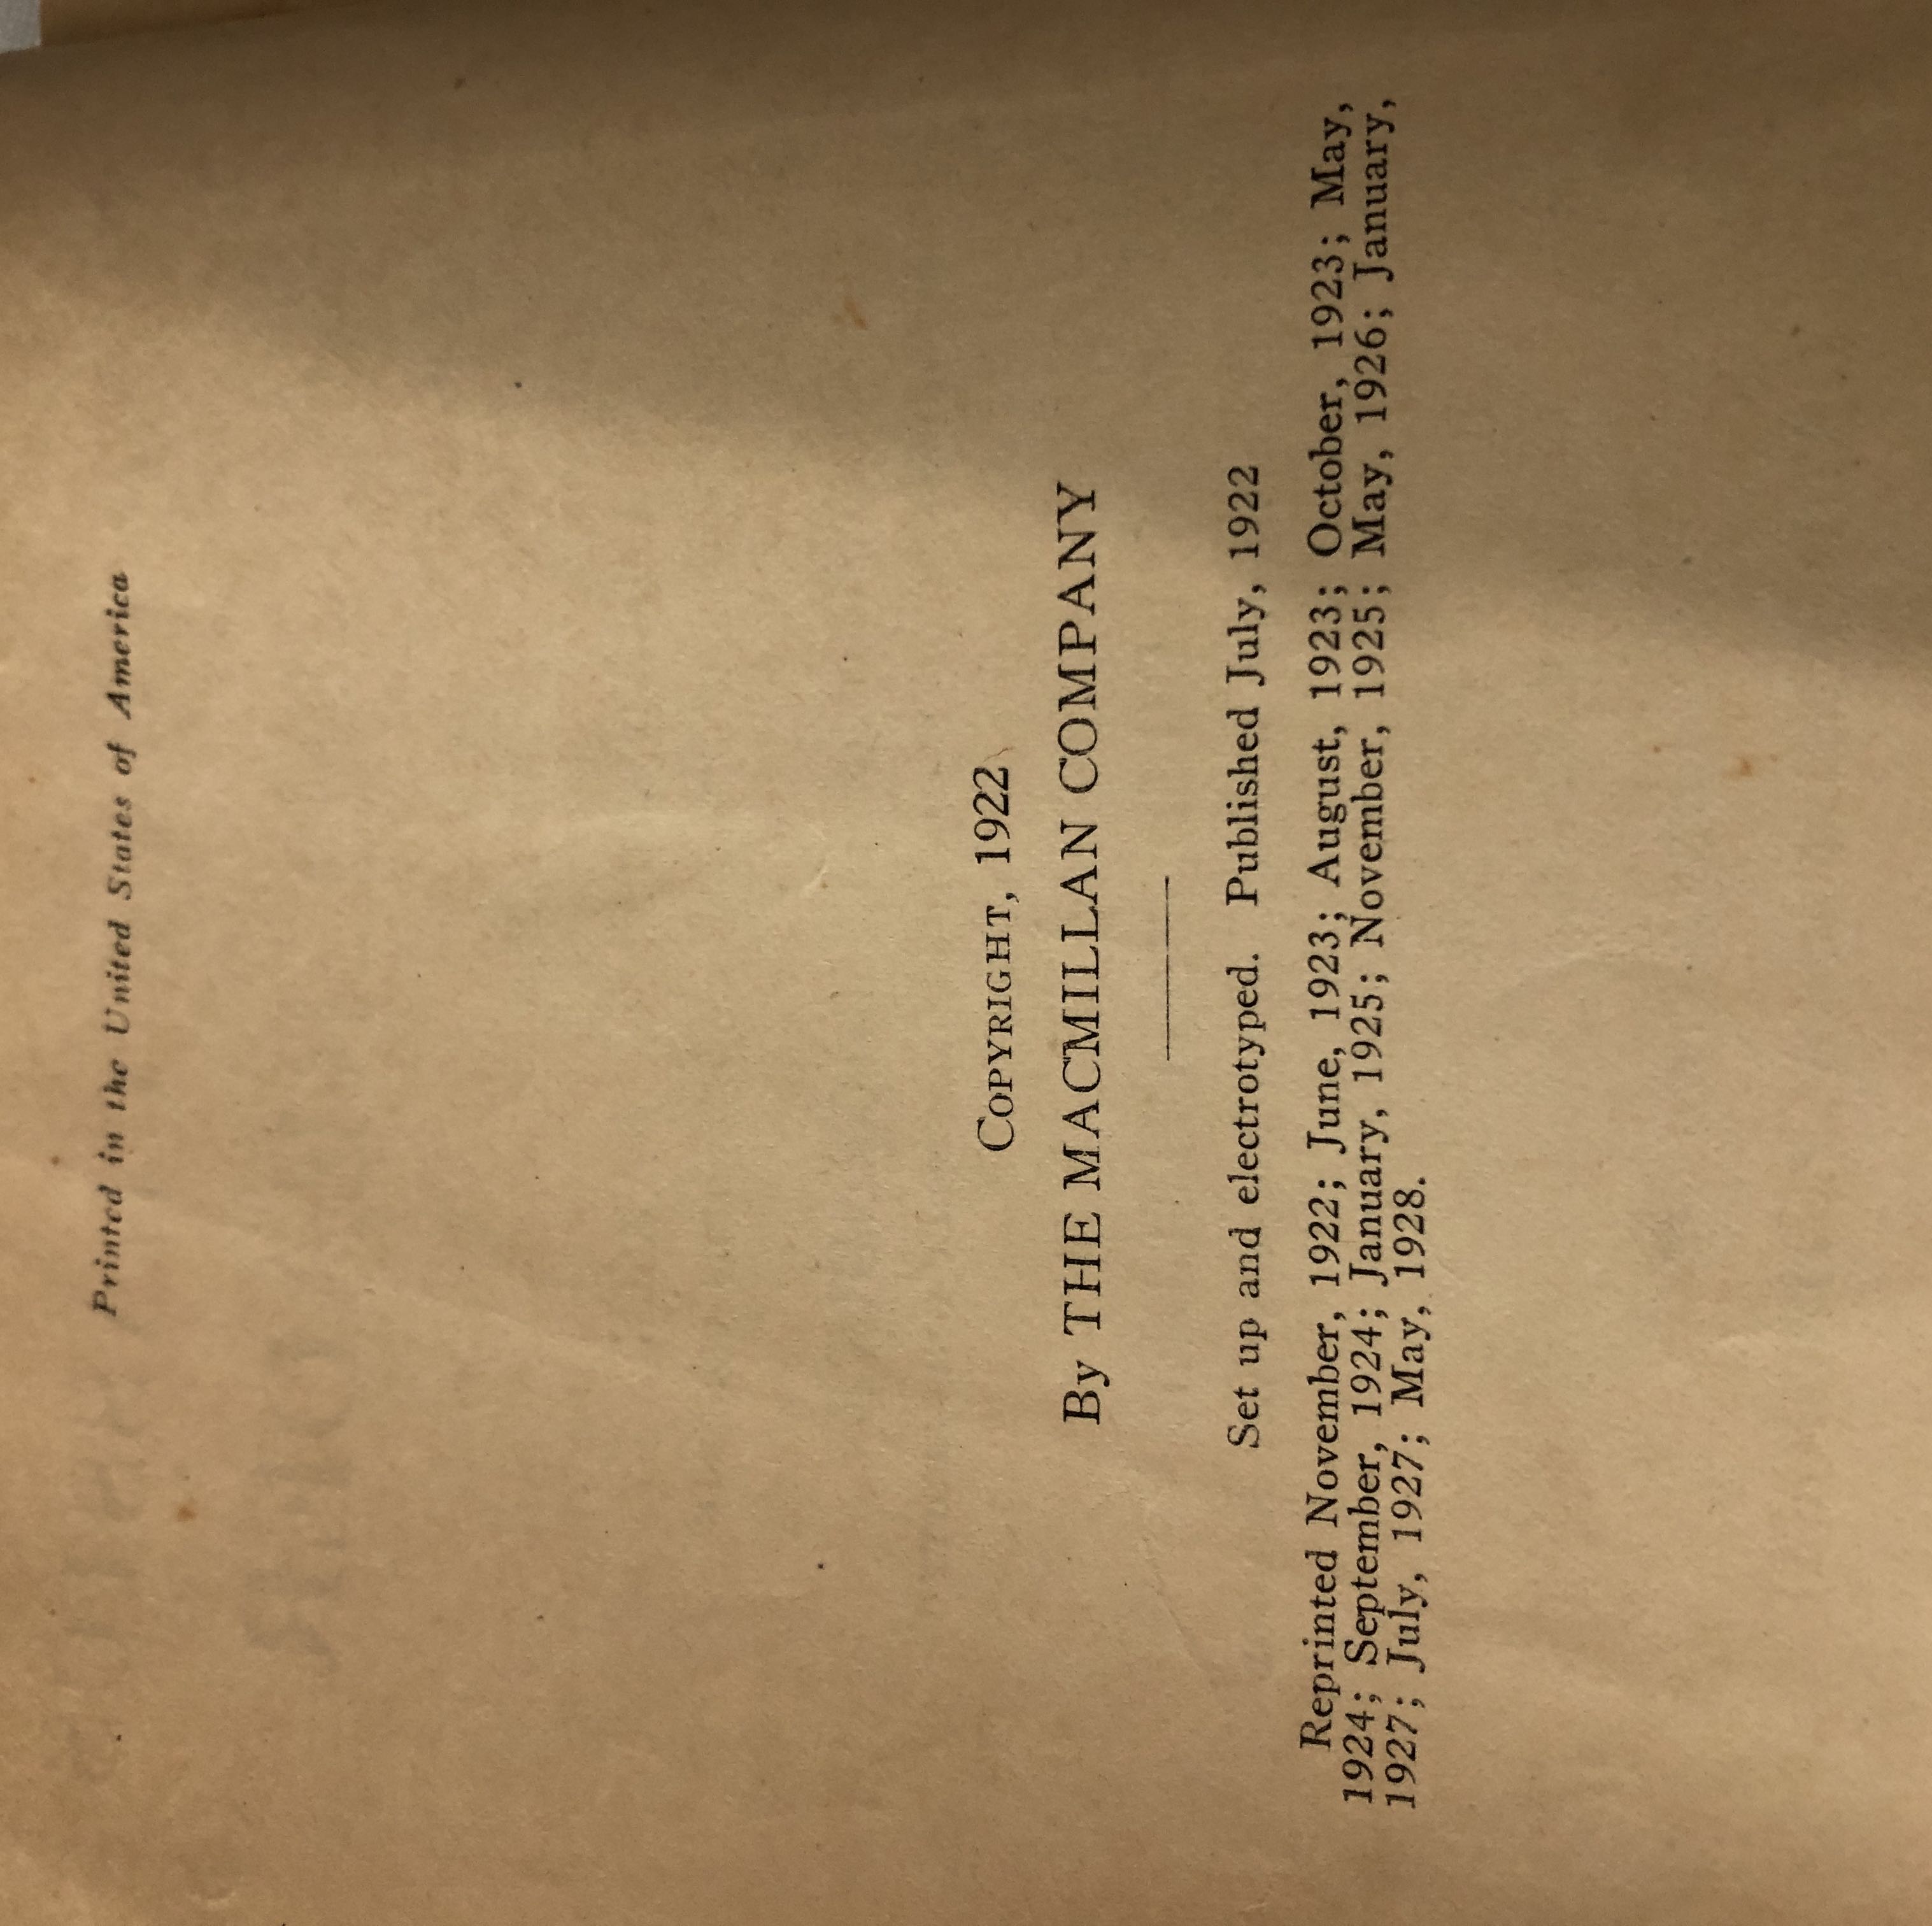 Printed in the United States of America
COPYRIGHT, 1922
By THE MACMILLAN COMPANY
Set up and electrotyped. Published July, 1922
Reprinted November, 1922; June, 1923; August, 1923; October, 1923; May,
1924; September, 1924; January, 1925; November, 1925; May, 1926; January,
1927; July, 1927; May, 1928.